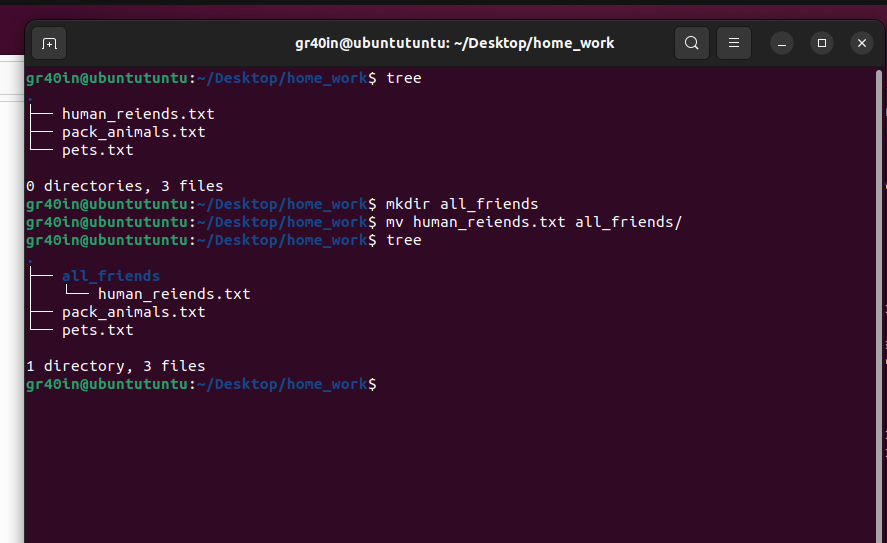 gr40in@ubuntutuntu: ~/Desktop/home_work
gr40in@ubuntutuntu:~/Desktop/home_work$ tree
.
├── human_reiends.txt
├── pack_animals.txt
└── pets.txt
0 directories, 3 files
gr40in@ubuntutuntu:~/Desktop/home_work$ mkdir all_friends
gr40in@ubuntutuntu:~/Desktop/home_work$ mv human_reiends.txt all_friends/
gr40in@ubuntutuntu:~/Desktop/home_work$ tree
.
├── all_friends
│   └── human_reiends.txt
├── pack_animals.txt
└── pets.txt
1 directory, 3 files
gr40in@ubuntutuntu:~/Desktop/home_work$